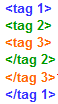 <tag 1>
<tag 2>
<tag 3>
</tag 2>
</tag 3>
</tag 1>